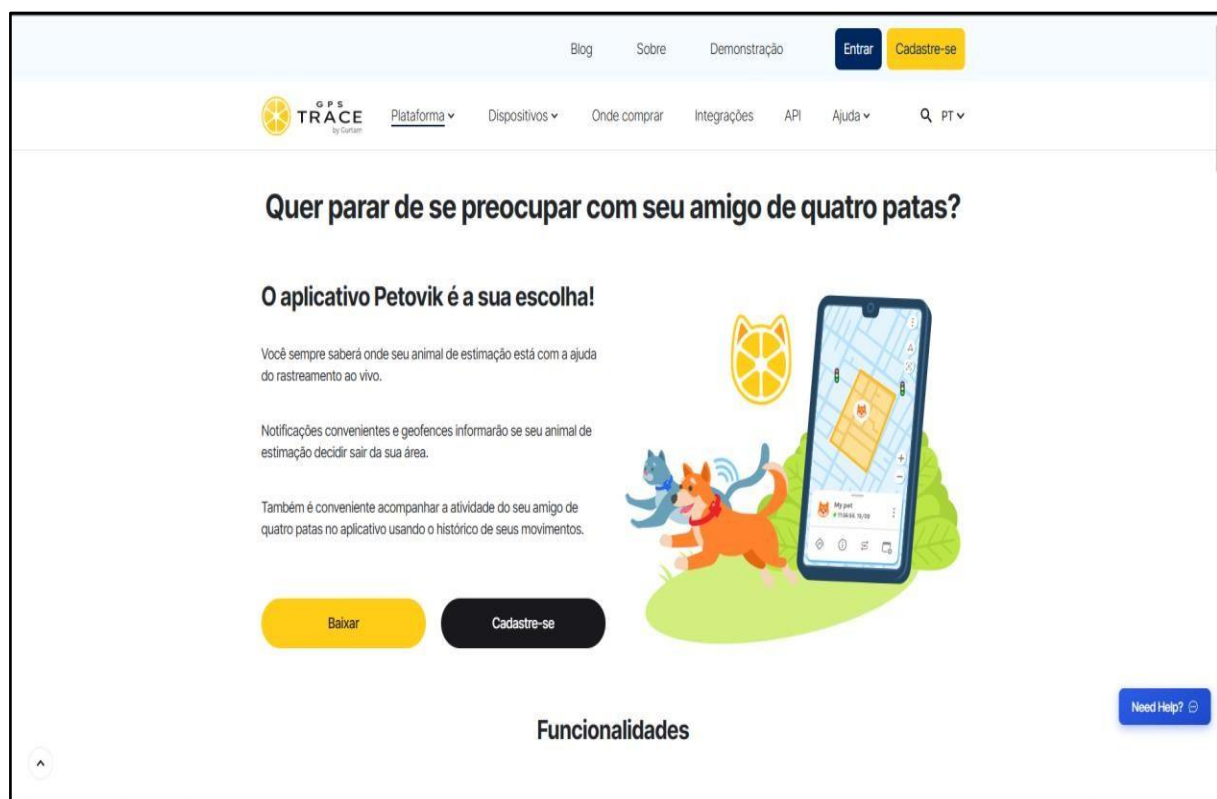 Blog Sobre Demonstração Entrar Cadastre-se
GPS
TRACE
by Gurtam
Plataforma Dispositivos Onde comprar Integrações API Ajuda PT
Quer parar de se preocupar com seu amigo de quatro patas?
O aplicativo Petovik é a sua escolha!
Você sempre saberá onde seu animal de estimação está com a ajuda
do rastreamento ao vivo.
Notificações convenientes e geofences informarão se seu animal de
estimação decidir sair da sua área.
Também é conveniente acompanhar a atividade do seu amigo de
quatro patas no aplicativo usando o histórico de seus movimentos.
My pet
Baixar Cadastre-se
Need Help?
Funcionalidades